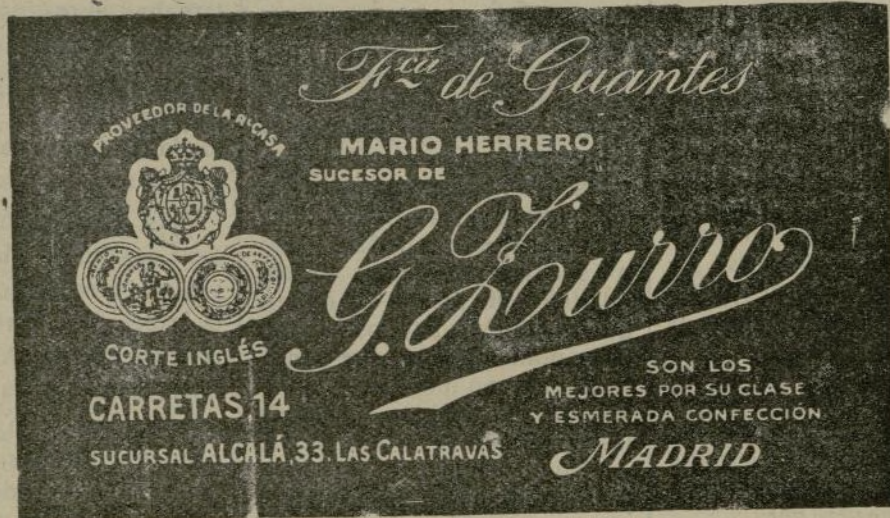 Fca de Guantes
PROVEEDOR DE LA Rl CASA
MARIO HERRERO
SUCESOR DE
G. Zurro
CORTE INGLÉS
CARRETAS, 14
SUCURSAL ALCALÁ, 33. LAS CALATRAVAS
SON LOS
MEJORES POR SU CLASE
Y ESMERADA CONFECCIÓN
MADRID